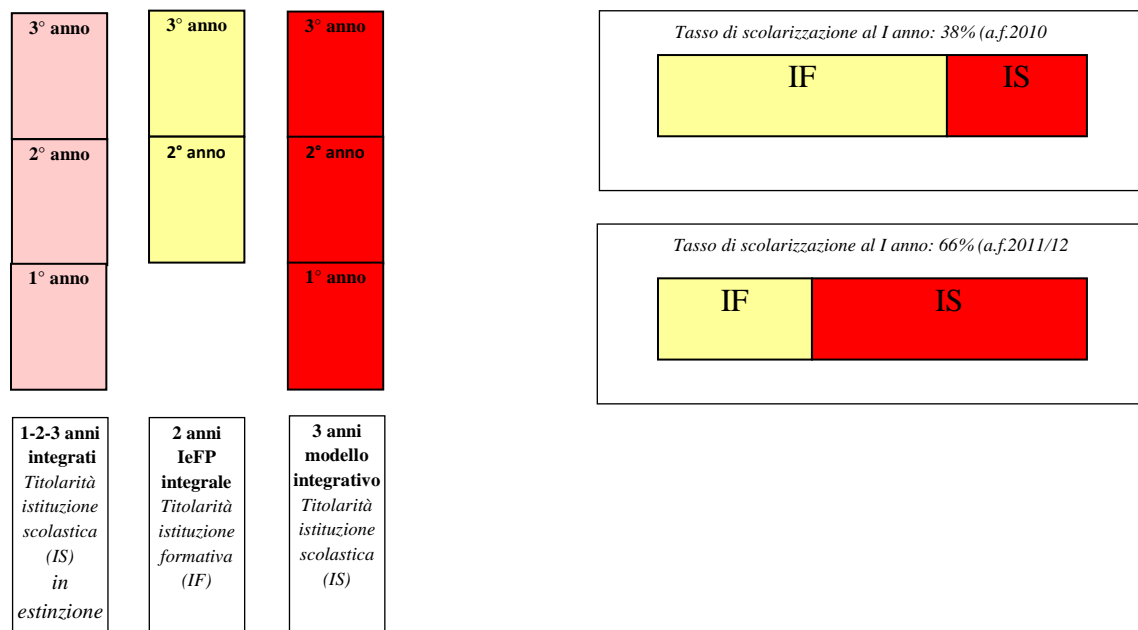 3° anno
2° anno
1° anno
1-2-3 anni
integrati
Titolarità
istituzione
scolastica
(IS)
in
estinzione
3° anno
2° anno
2 anni
IeFP
integrale
Titolarità
istituzione
formativa
(IF)
3° anno
2° anno
1° anno
3 anni
modello
integrativo
Titolarità
istituzione
scolastica
(IS)
Tasso di scolarizzazione al I anno: 38% (a.f.2010
IF
IS
Tasso di scolarizzazione al I anno: 66% (a.f.2011/12
IF
IS